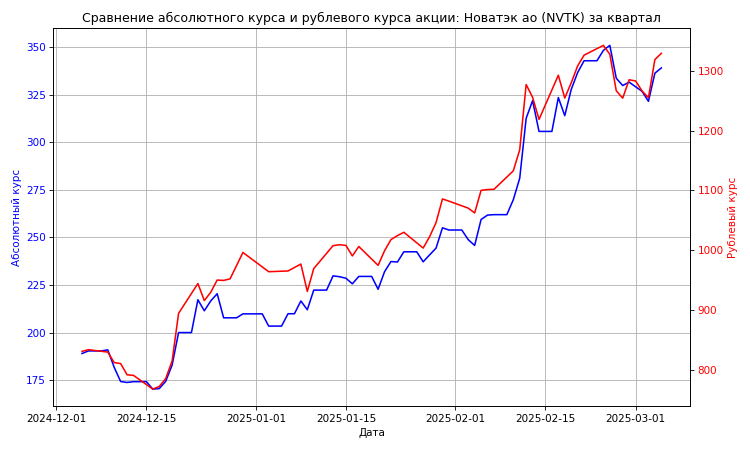 Сравнение абсолютного курса и рублевого курса акции: Новатэк ао (NVTK) за квартал
350
325
300
275
250
225
200
175
Абсолютный курс
1300
1200
1100
1000
900
800
Рублевый курс
2024-12-01 2024-12-15 2025-01-01 2025-01-15 2025-02-01 2025-02-15 2025-03-01
Дата